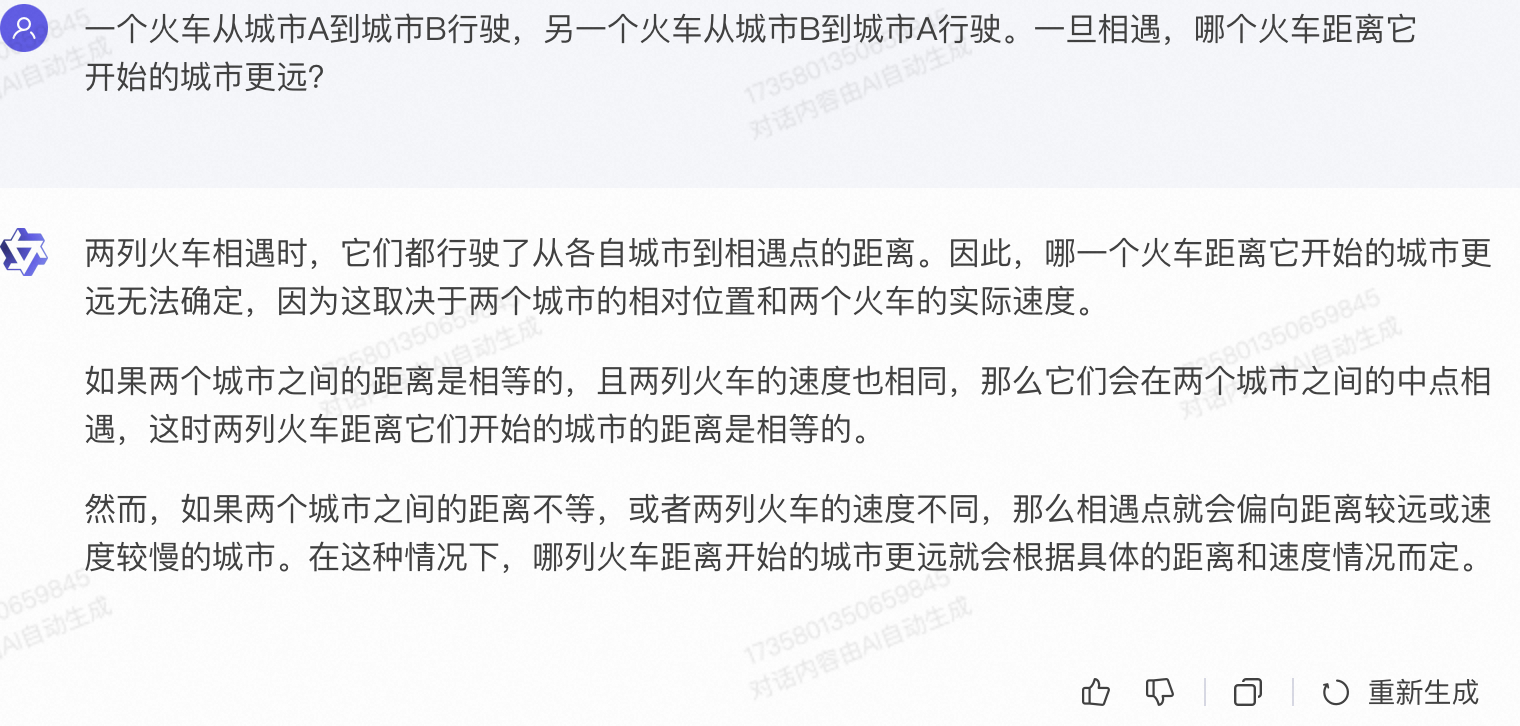 一个火车从城市A到城市B行驶，另一个火车从城市B到城市A行驶。一旦相遇，哪个火车距离它
开始的城市更远？
两列火车相遇时，它们都行驶了从各自城市到相遇点的距离。因此，哪一个火车距离它开始的城市更
远无法确定，因为这取决于两个城市的相对位置和两个火车的实际速度。
如果两个城市之间的距离是相等的，且两列火车的速度也相同，那么它们会在两个城市之间的中点相
遇，这时两列火车距离它们开始的城市的距离是相等的。
然而，如果两个城市之间的距离不等，或者两列火车的速度不同，那么相遇点就会偏向距离较远或速
度较慢的城市。在这种情况下，哪列火车距离开始的城市更远就会根据具体的距离和速度情况而定。
1735801350659845
对话内容由AI自动生成
重新生成